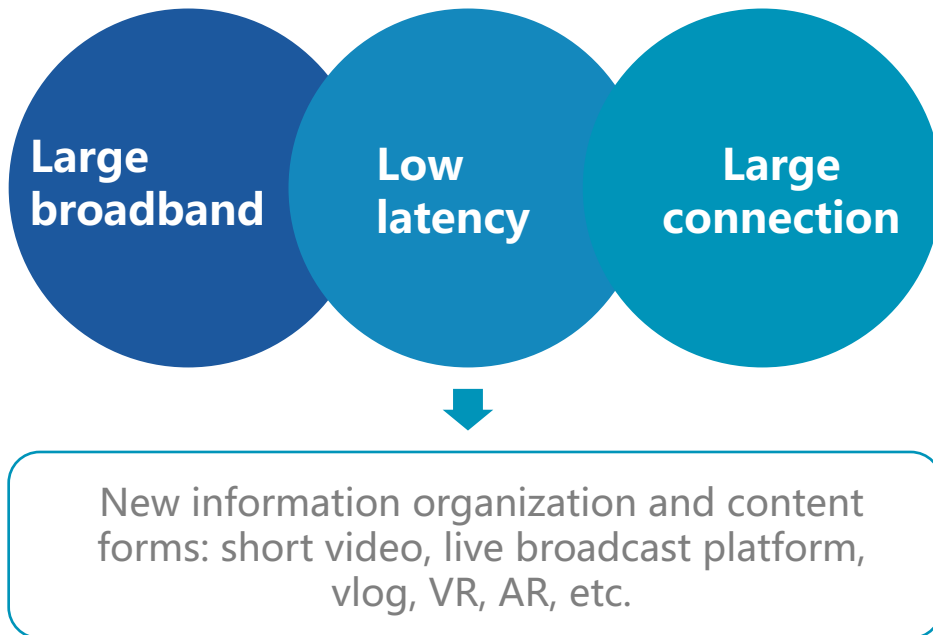 Large
broadband
Low
latency
Large
connection
New information organization and content
forms: short video, live broadcast platform,
vlog, VR, AR, etc.